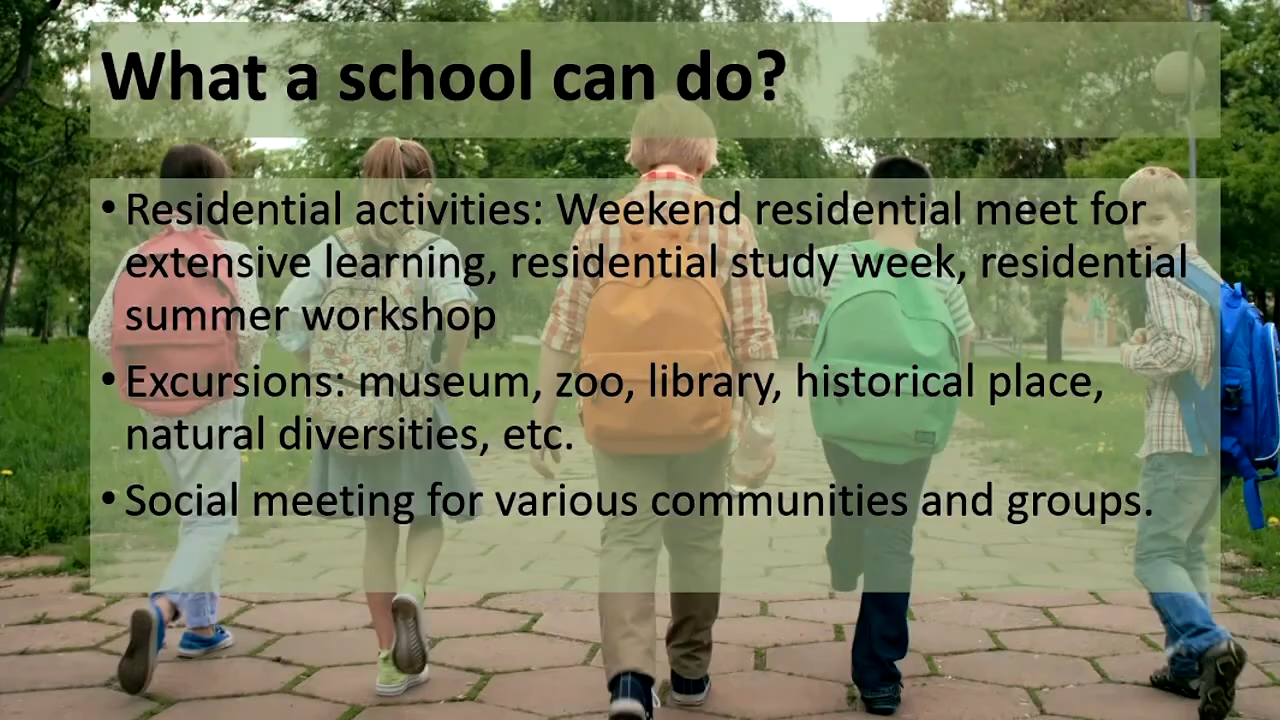 What a school can do?
• Residential activities: Weekend residential meet for
extensive learning, residential study week, residential
summer workshop
• Excursions: museum, zoo, library, historical place,
natural diversities, etc.
• Social meeting for various communities and groups.